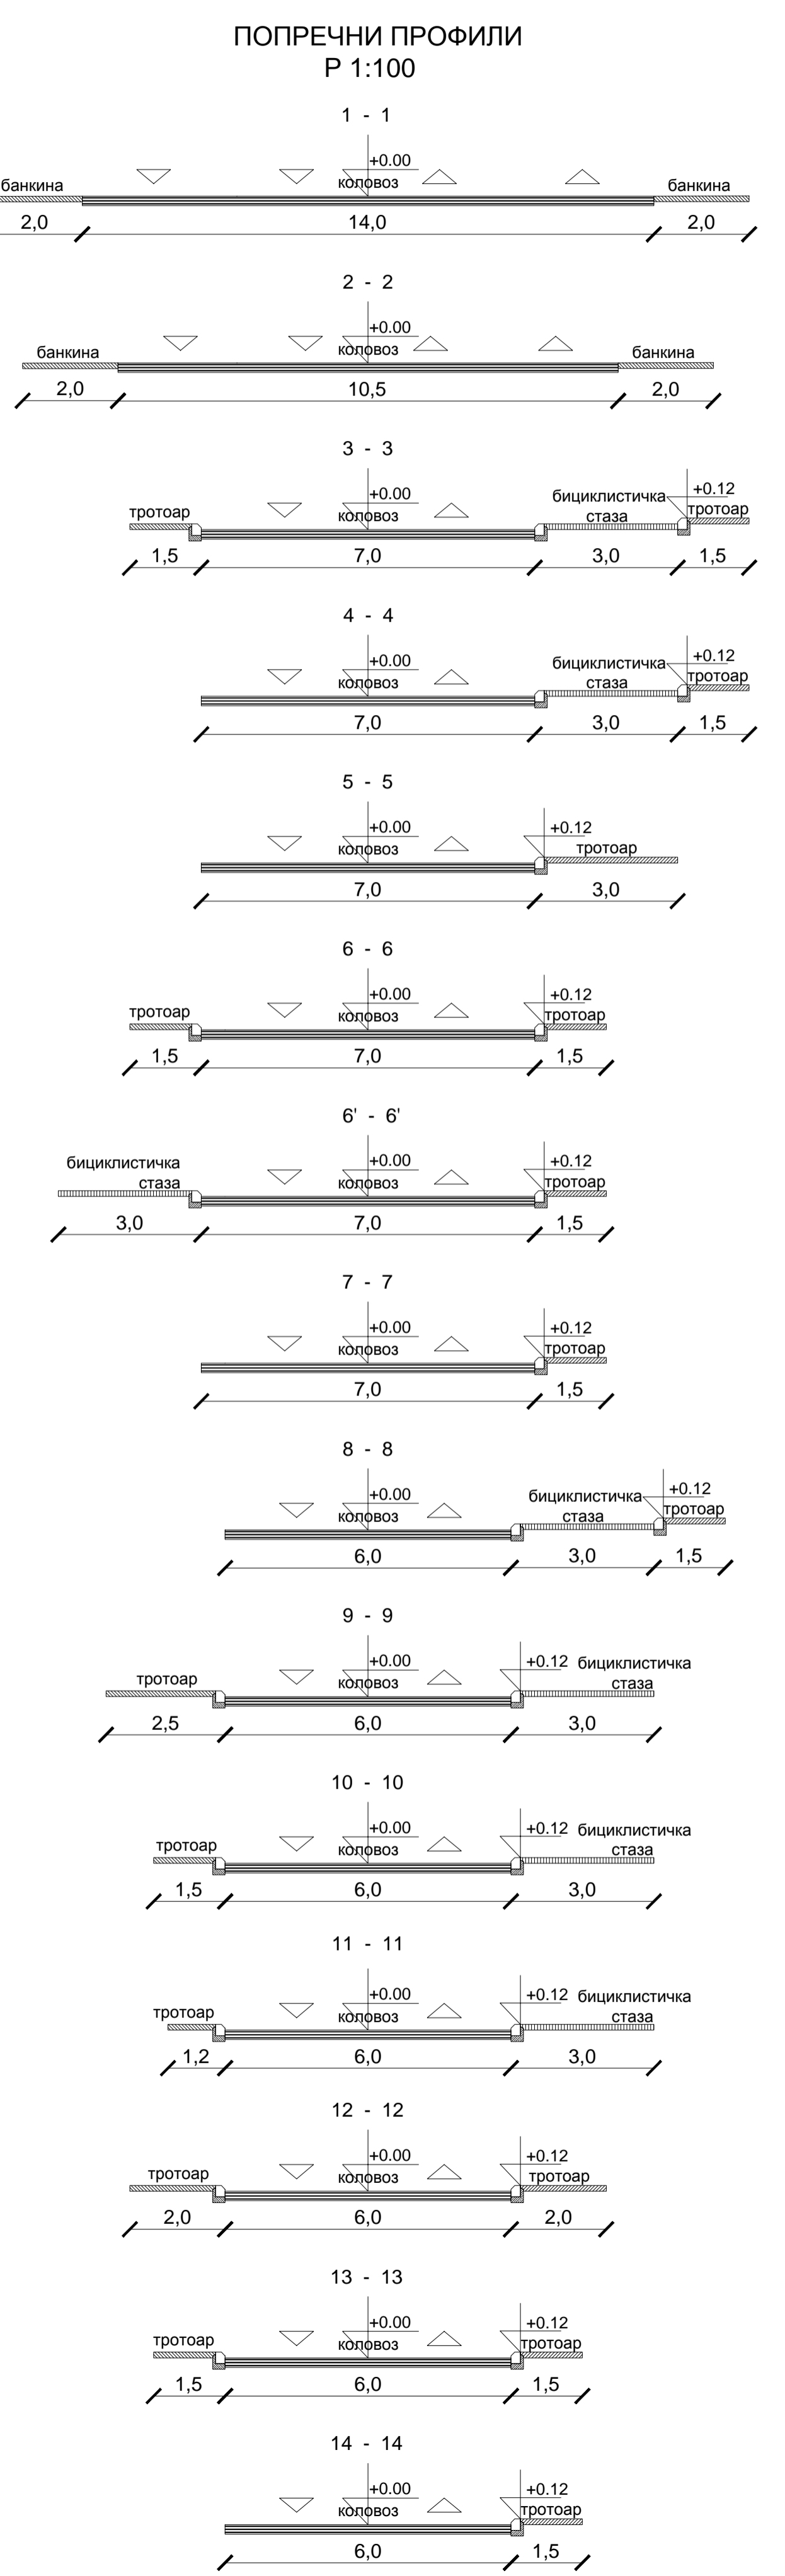 ПОПРЕЧНИ ПРОФИЛИ
Р 1:100
1 - 1
+0.00
банкина коловоз банкина
2,0 14,0 2,0
2 - 2
+0.00
банкина коловоз банкина
2,0 10,5 2,0
3 - 3
+0.00 бициклистичка +0.12
тротоар коловоз стаза тротоар
1,5 7,0 3,0 1,5
4 - 4
+0.00 бициклистичка +0.12
коловоз стаза тротоар
7,0 3,0 1,5
5 - 5
+0.00 +0.12
коловоз тротоар
7,0 3,0
6 - 6
+0.00 +0.12
тротоар коловоз тротоар
1,5 7,0 1,5
6' - 6'
бициклистичка +0.00 +0.12
стаза коловоз тротоар
3,0 7,0 1,5
7 - 7
+0.00 +0.12
коловоз тротоар
7,0 1,5
8 - 8
+0.00 бициклистичка +0.12
коловоз стаза тротоар
6,0 3,0 1,5
9 - 9
+0.00 +0.12 бициклистичка
тротоар коловоз стаза
2,5 6,0 3,0
10 - 10
+0.00 +0.12 бициклистичка
тротоар коловоз стаза
1,5 6,0 3,0
11 - 11
+0.00 +0.12 бициклистичка
тротоар коловоз стаза
1,2 6,0 3,0
12 - 12
+0.00 +0.12
тротоар коловоз тротоар
2,0 6,0 2,0
13 - 13
+0.00 +0.12
тротоар коловоз тротоар
1,5 6,0 1,5
14 - 14
+0.00 +0.12
коловоз тротоар
6,0 1,5